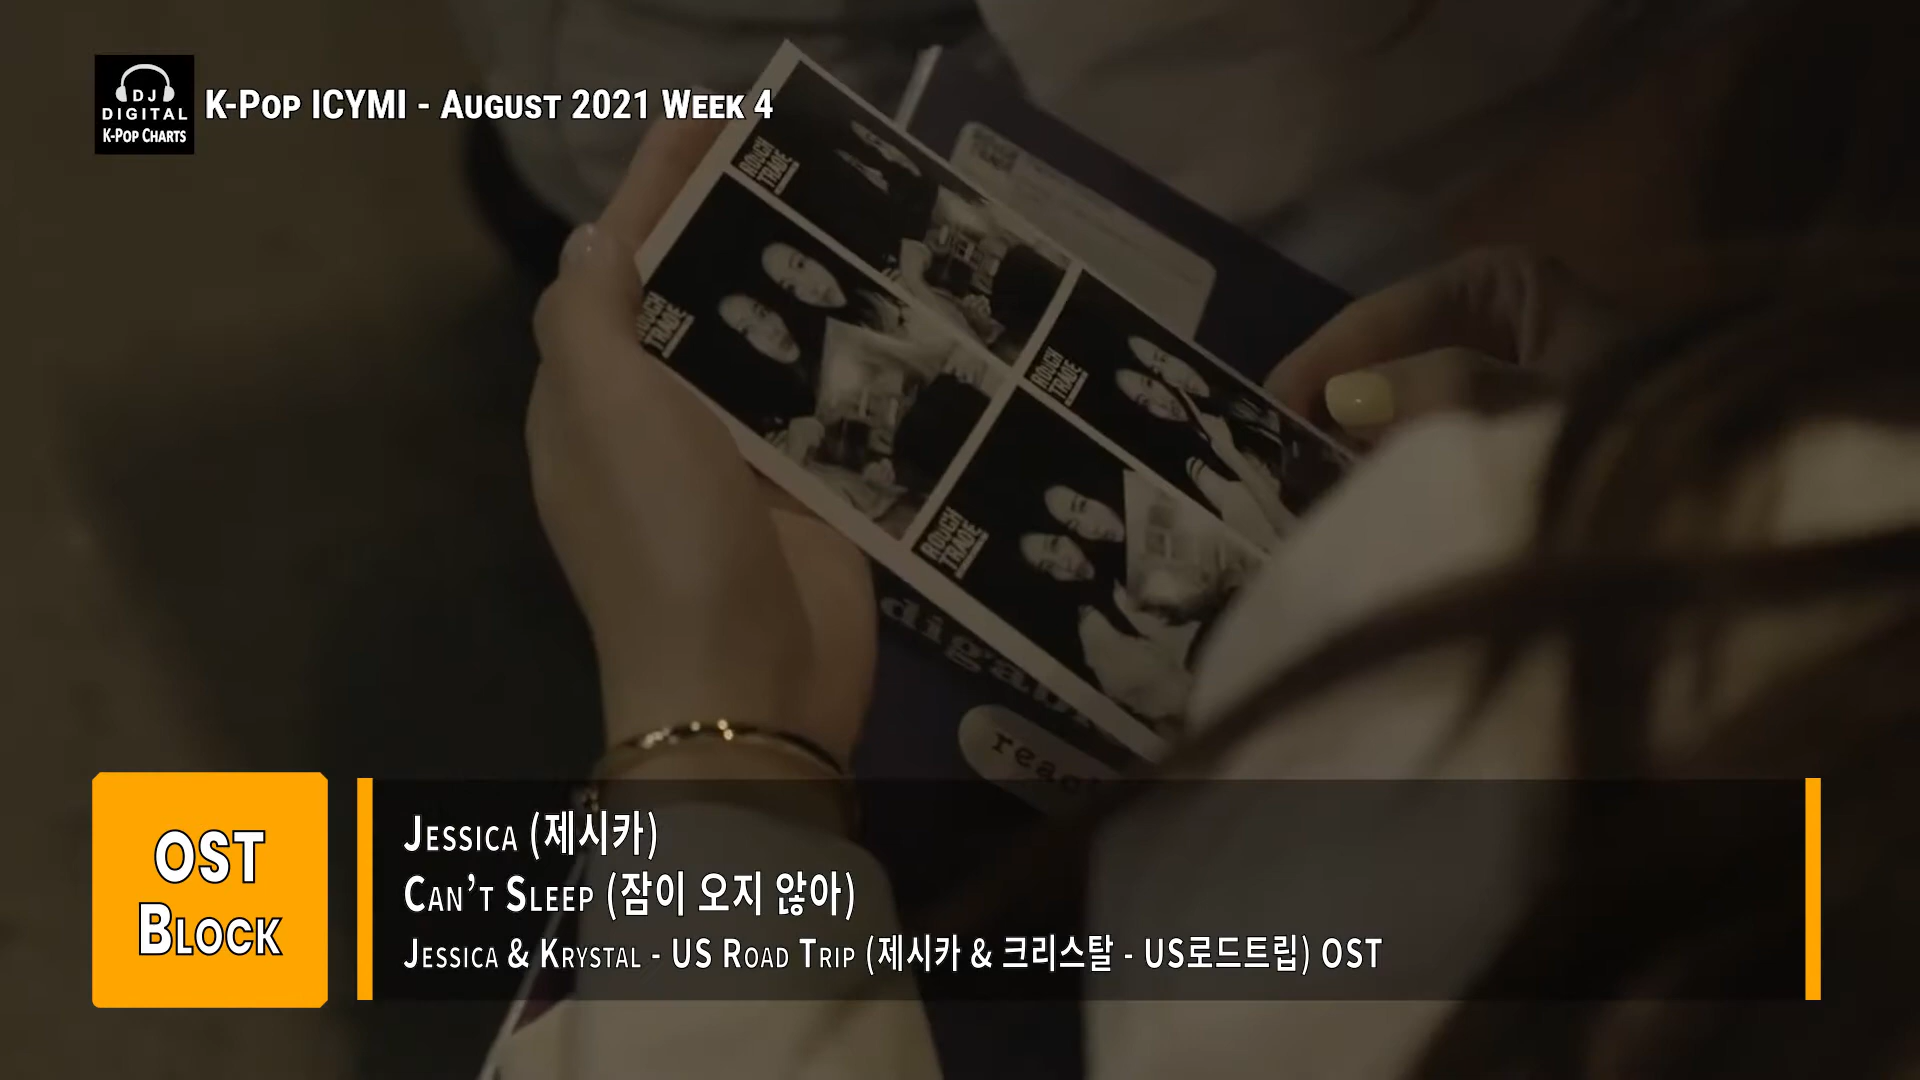 DJ
DIGITAL
K-Pop Charts
K-Pop ICYMI - August 2021 Week 4
ROUGH
TRADE
ROUGH
TRADE
ROUGH
TRADE
ROUGH
TRADE
OST
Block
Jessica (제시카)
Can’t Sleep (잠이 오지 않아)
Jessica & Krystal - US Road Trip (제시카 & 크리스탈 - US로드트립) OST